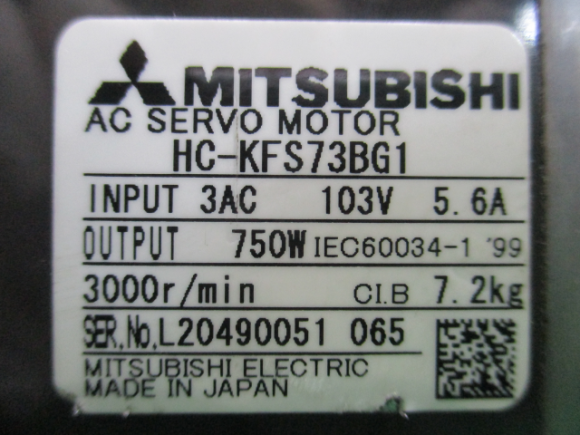 MITSUBISHI
AC SERVO MOTOR
HC-KFS73BG1
INPUT 3AC 103V 5.6A
OUTPUT 750W IEC60034-1 '99
3000r/min CI.B 7.2kg
SER.No.L20490051 065
MITSUBISHI ELECTRIC
MADE IN JAPAN